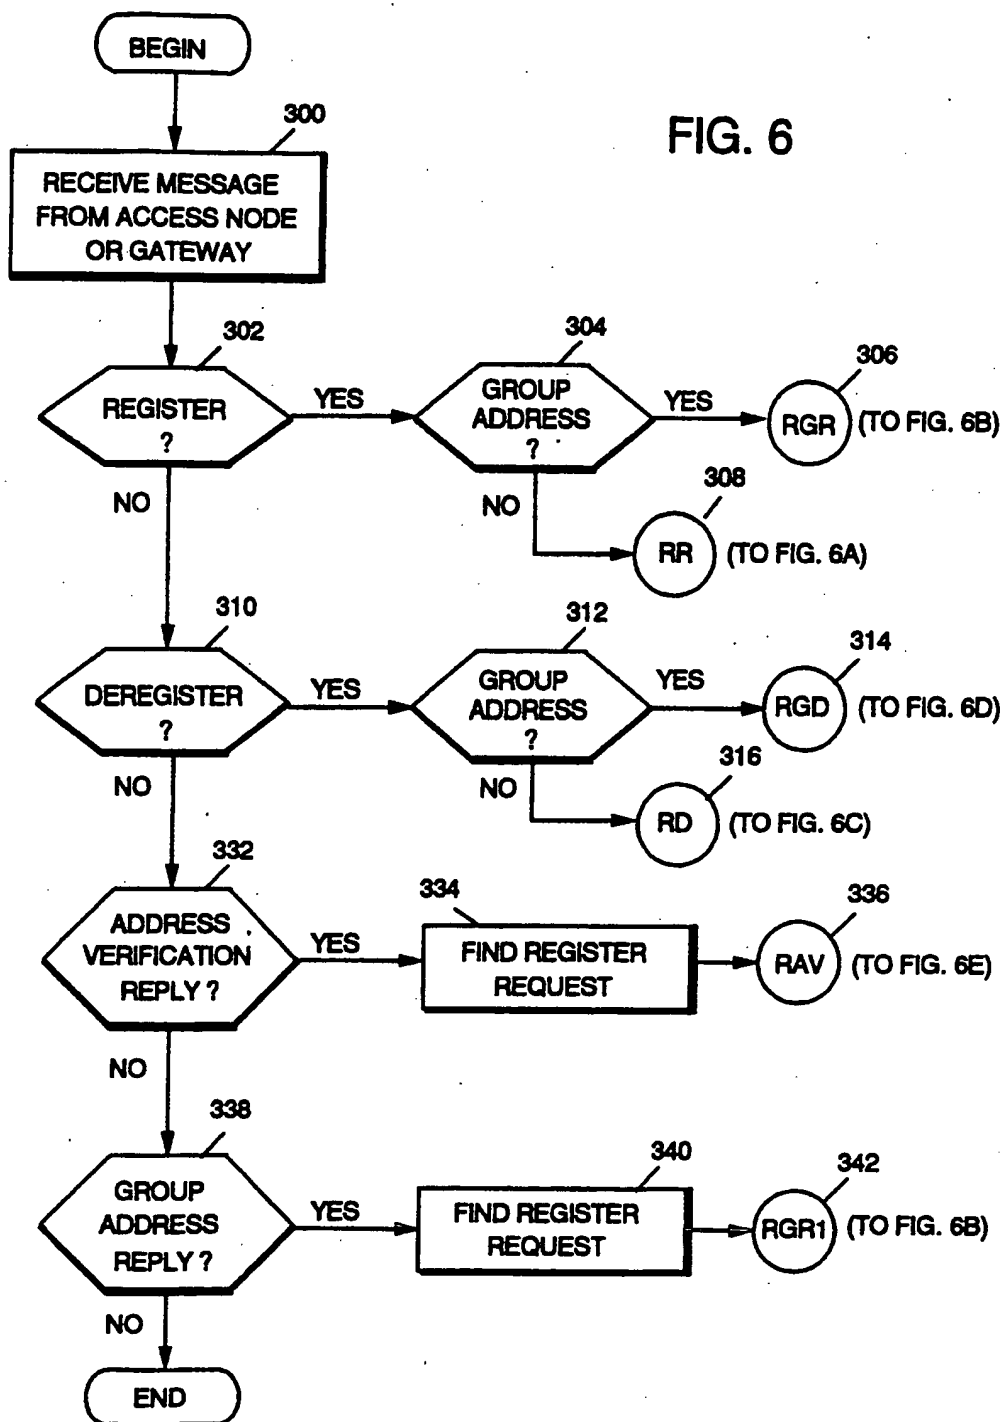 BEGIN
FIG. 6
300
RECEIVE MESSAGE
FROM ACCESS NODE
OR GATEWAY
302
REGISTER
?
YES
NO
304
GROUP
ADDRESS
?
YES
NO
306
RGR (TO FIG. 6B)
308
RR (TO FIG. 6A)
310
DEREGISTER
?
YES
NO
312
GROUP
ADDRESS
?
YES
NO
314
RGD (TO FIG. 6D)
316
RD (TO FIG. 6C)
332
ADDRESS
VERIFICATION
REPLY ?
YES
NO
334
FIND REGISTER
REQUEST
336
RAV (TO FIG. 6E)
338
GROUP
ADDRESS
REPLY ?
YES
NO
340
FIND REGISTER
REQUEST
342
RGR1 (TO FIG. 6B)
END